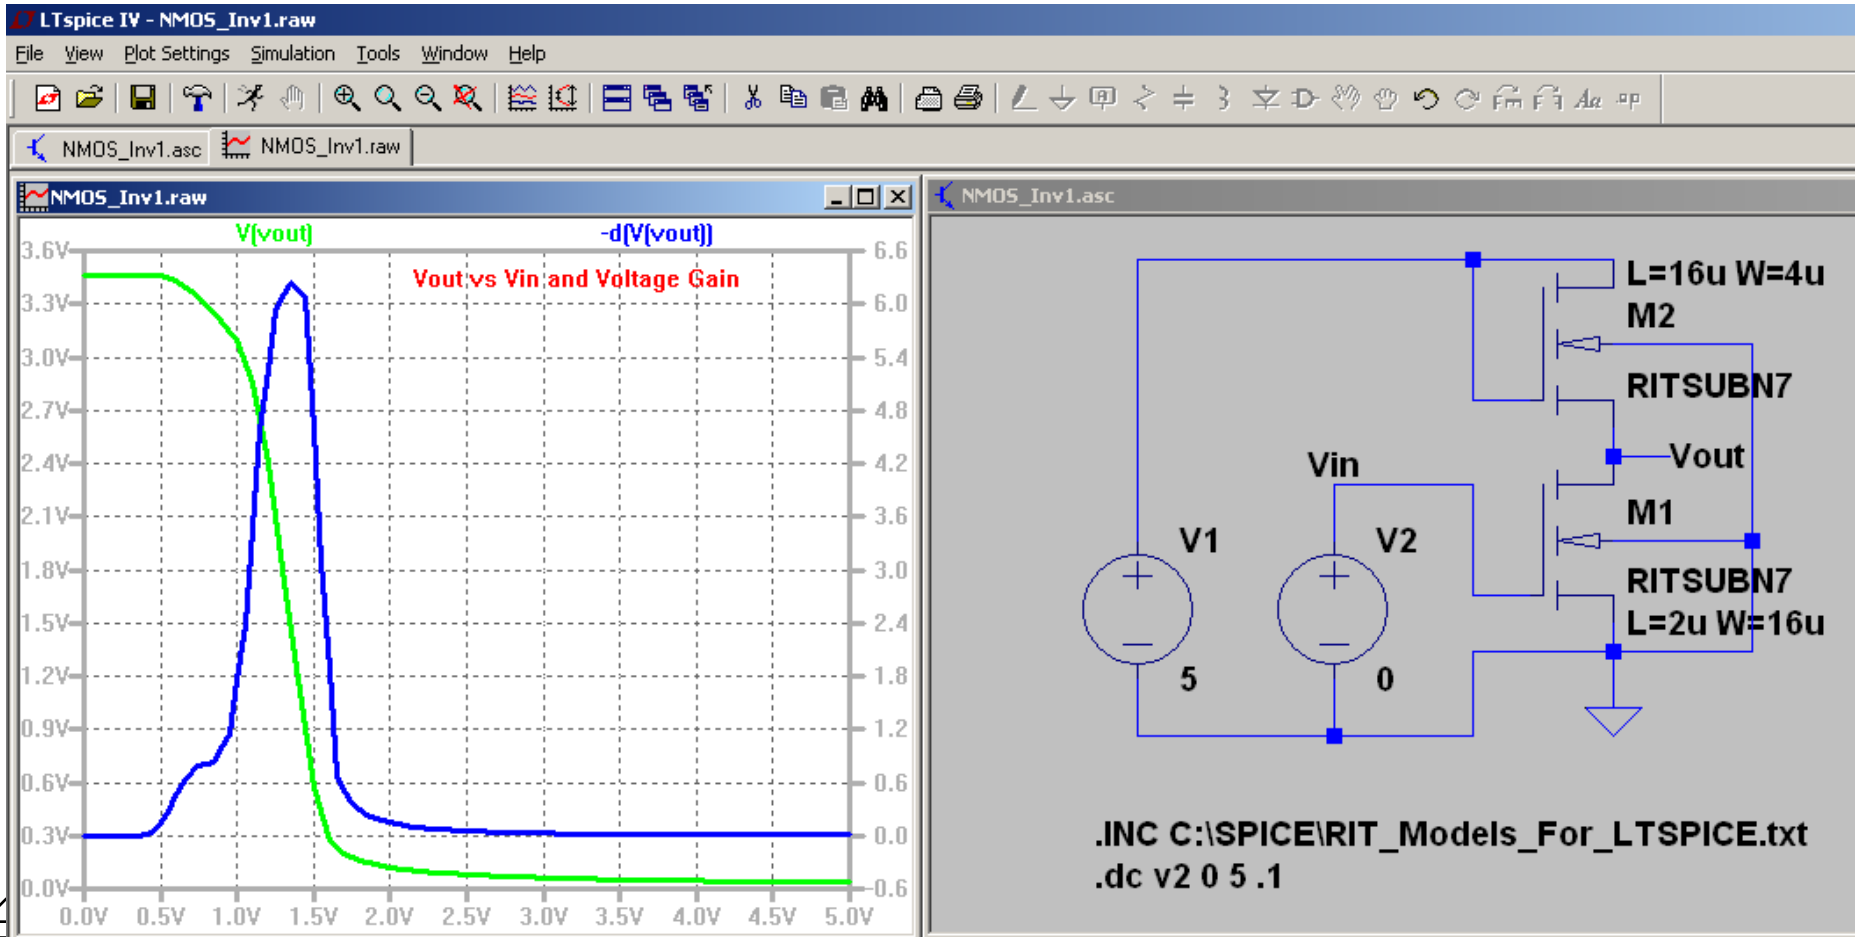 LTspice IV - NMOS_Inv1.raw
File View Plot Settings Simulation Tools Window Help
NMOS_Inv1.asc NMOS_Inv1.raw
NMOS_Inv1.raw
V(vout) -d(V(vout))
Vout vs Vin and Voltage Gain
3.6V 6.6
3.3V 6.0
3.0V 5.4
2.7V 4.8
2.4V 4.2
2.1V 3.6
1.8V 3.0
1.5V 2.4
1.2V 1.8
0.9V 1.2
0.6V 0.6
0.3V 0.0
0.0V -0.6
0.0V 0.5V 1.0V 1.5V 2.0V 2.5V 3.0V 3.5V 4.0V 4.5V 5.0V
NMOS_Inv1.asc
L=16u W=4u
M2
RITSUBN7
Vout
Vin
M1
V1
V2
RITSUBN7
L=2u W=16u
5
0
.INC C:\SPICE\RIT_Models_For_LTSPICE.txt
.dc v2 0 5 .1